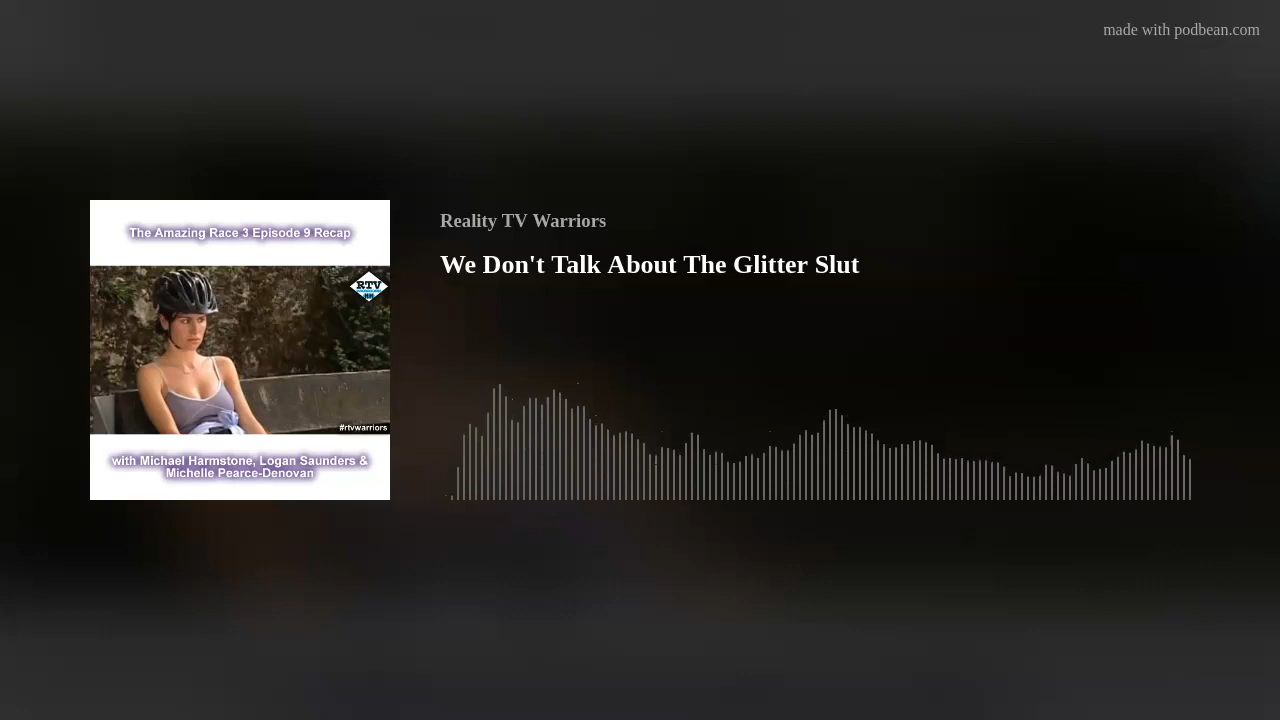 made with podbean.com
The Amazing Race 3 Episode 9 Recap
RTV
#rtvwarriors
with Michael Harmstone, Logan Saunders &
Michelle Pearce-Denovan
Reality TV Warriors
We Don't Talk About The Glitter Slut